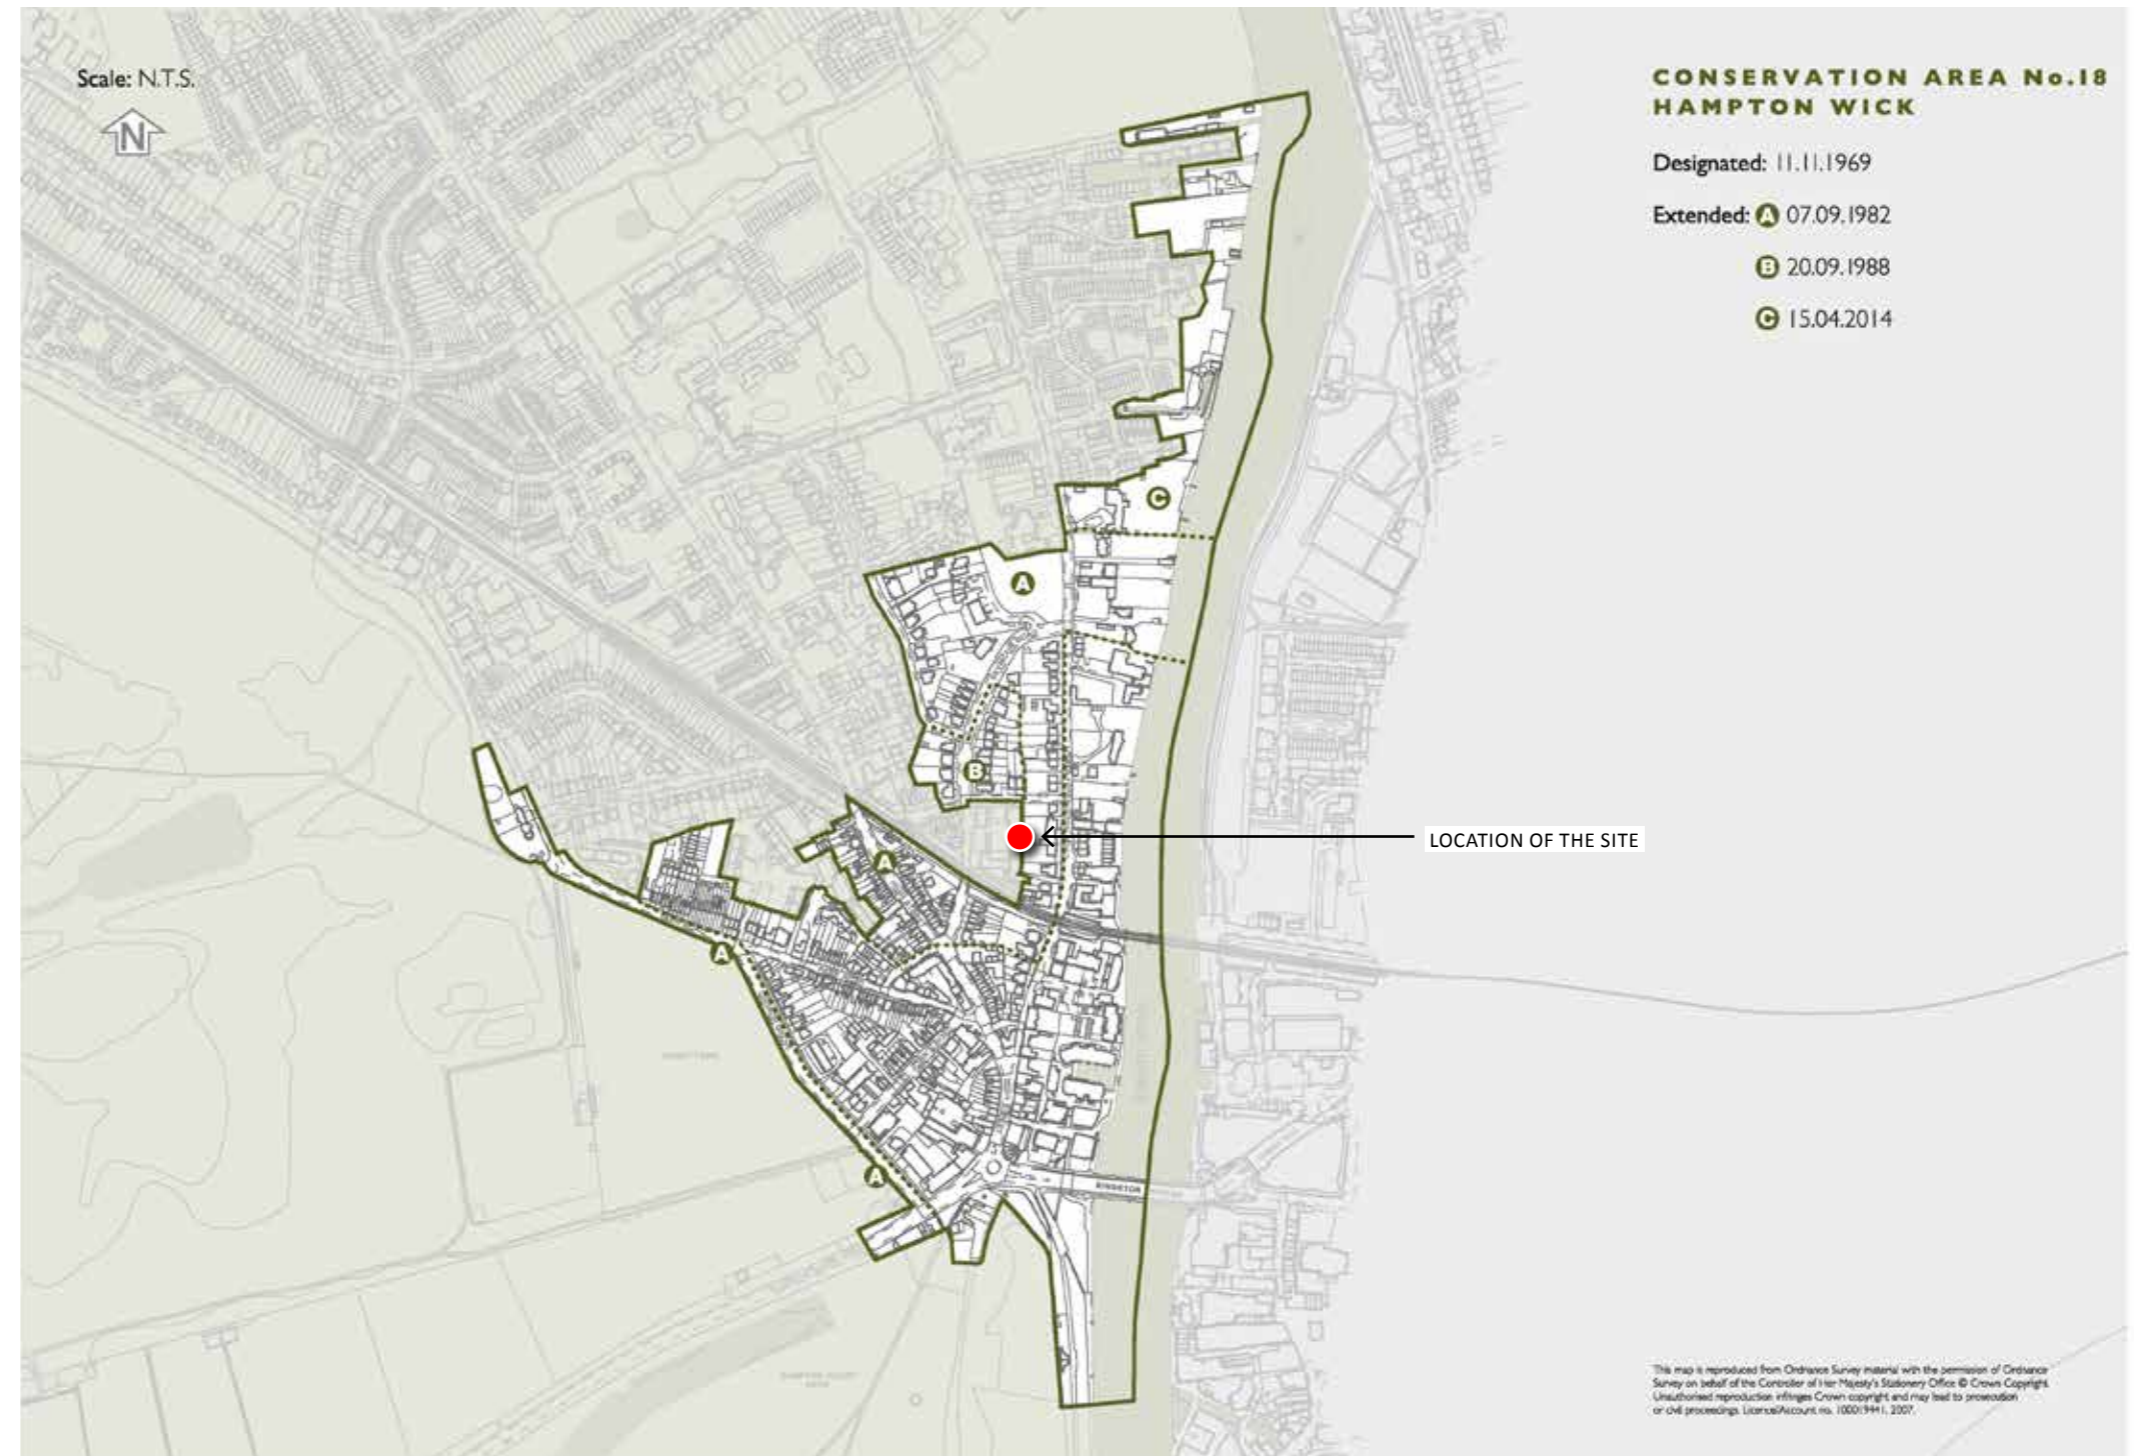 Scale: N.T.S.
N
CONSERVATION AREA No.18
HAMPTON WICK
Designated: 11.11.1969
Extended: A 07.09.1982
B 20.09.1988
C 15.04.2014
C
A
B
LOCATION OF THE SITE
A
A
A
KINGSTON
This map is reproduced from Ordnance Survey material with the permission of Ordnance
Survey on behalf of the Controller of Her Majesty's Stationery Office © Crown Copyright.
Unauthorised reproduction infringes Crown copyright and may lead to prosecution
or civil proceedings. Licence/Account no. 100019441, 2007.